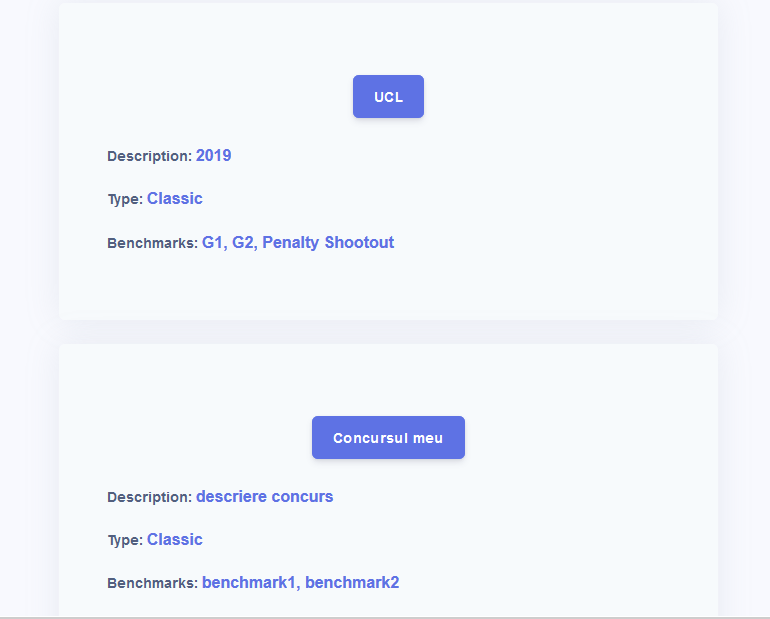 UCL
Description: 2019
Type: Classic
Benchmarks: G1, G2, Penalty Shootout
Concursul meu
Description: descriere concurs
Type: Classic
Benchmarks: benchmark1, benchmark2